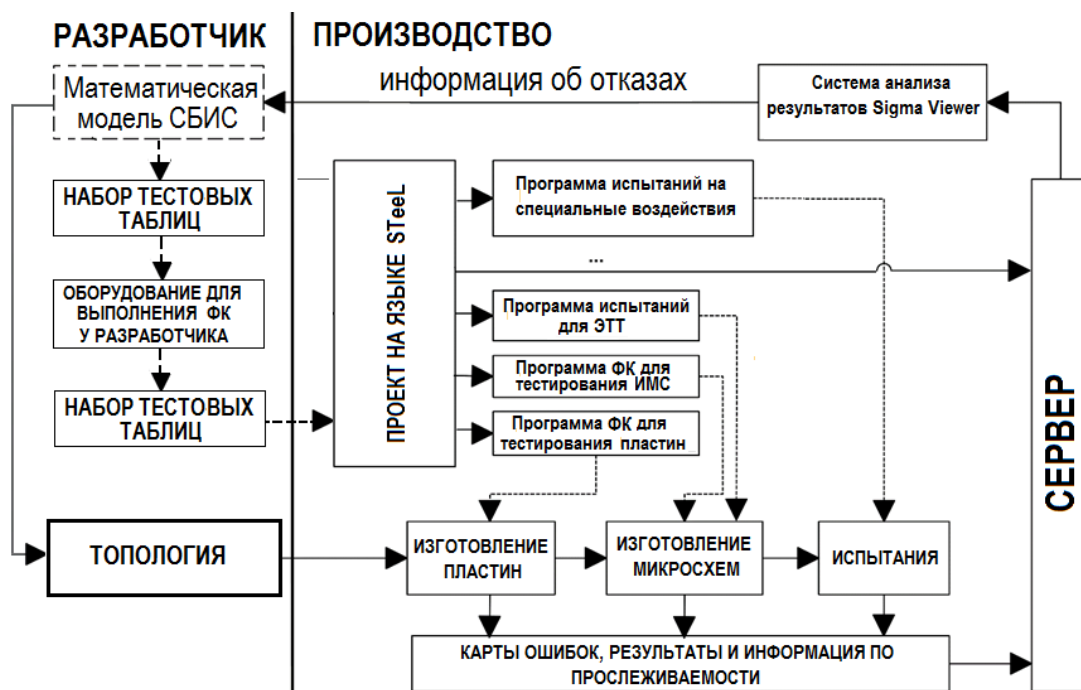 РАЗРАБОТЧИК
ПРОИЗВОДСТВО
информация об отказах
Математическая
модель СБИС
Система анализа
результатов Sigma Viewer
НАБОР ТЕСТОВЫХ
ТАБЛИЦ
ОБОРУДОВАНИЕ ДЛЯ
ВЫПОЛНЕНИЯ ФК
У РАЗРАБОТЧИКА
НАБОР ТЕСТОВЫХ
ТАБЛИЦ
ПРОЕКТ НА ЯЗЫКЕ STeeL
Программа испытаний на
специальные воздействия
...
Программа испытаний
для ЭТТ
Программа ФК для
тестирования ИМС
Программа ФК для
тестирования пластин
СЕРВЕР
ТОПОЛОГИЯ
ИЗГОТОВЛЕНИЕ
ПЛАСТИН
ИЗГОТОВЛЕНИЕ
МИКРОСХЕМ
ИСПЫТАНИЯ
КАРТЫ ОШИБОК, РЕЗУЛЬТАТЫ И ИНФОРМАЦИЯ ПО
ПРОСЛЕЖИВАЕМОСТИ